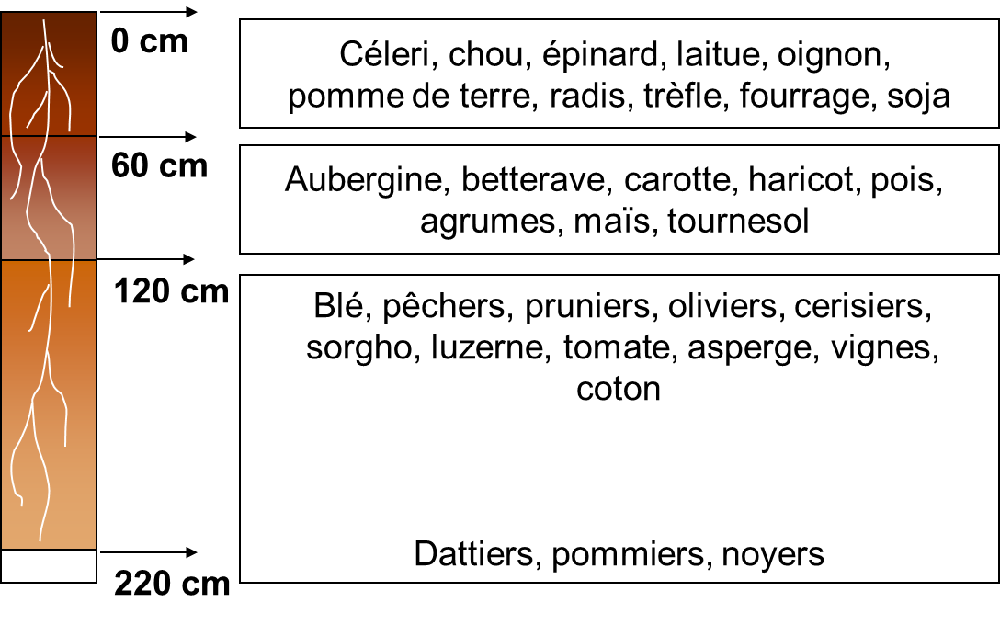 0 cm
Céleri, chou, épinard, laitue, oignon,
pomme de terre, radis, trèfle, fourrage, soja
60 cm
Aubergine, betterave, carotte, haricot, pois,
agrumes, maïs, tournesol
120 cm
Blé, pêchers, pruniers, oliviers, cerisiers,
sorgho, luzerne, tomate, asperge, vignes,
coton
Dattiers, pommiers, noyers
220 cm